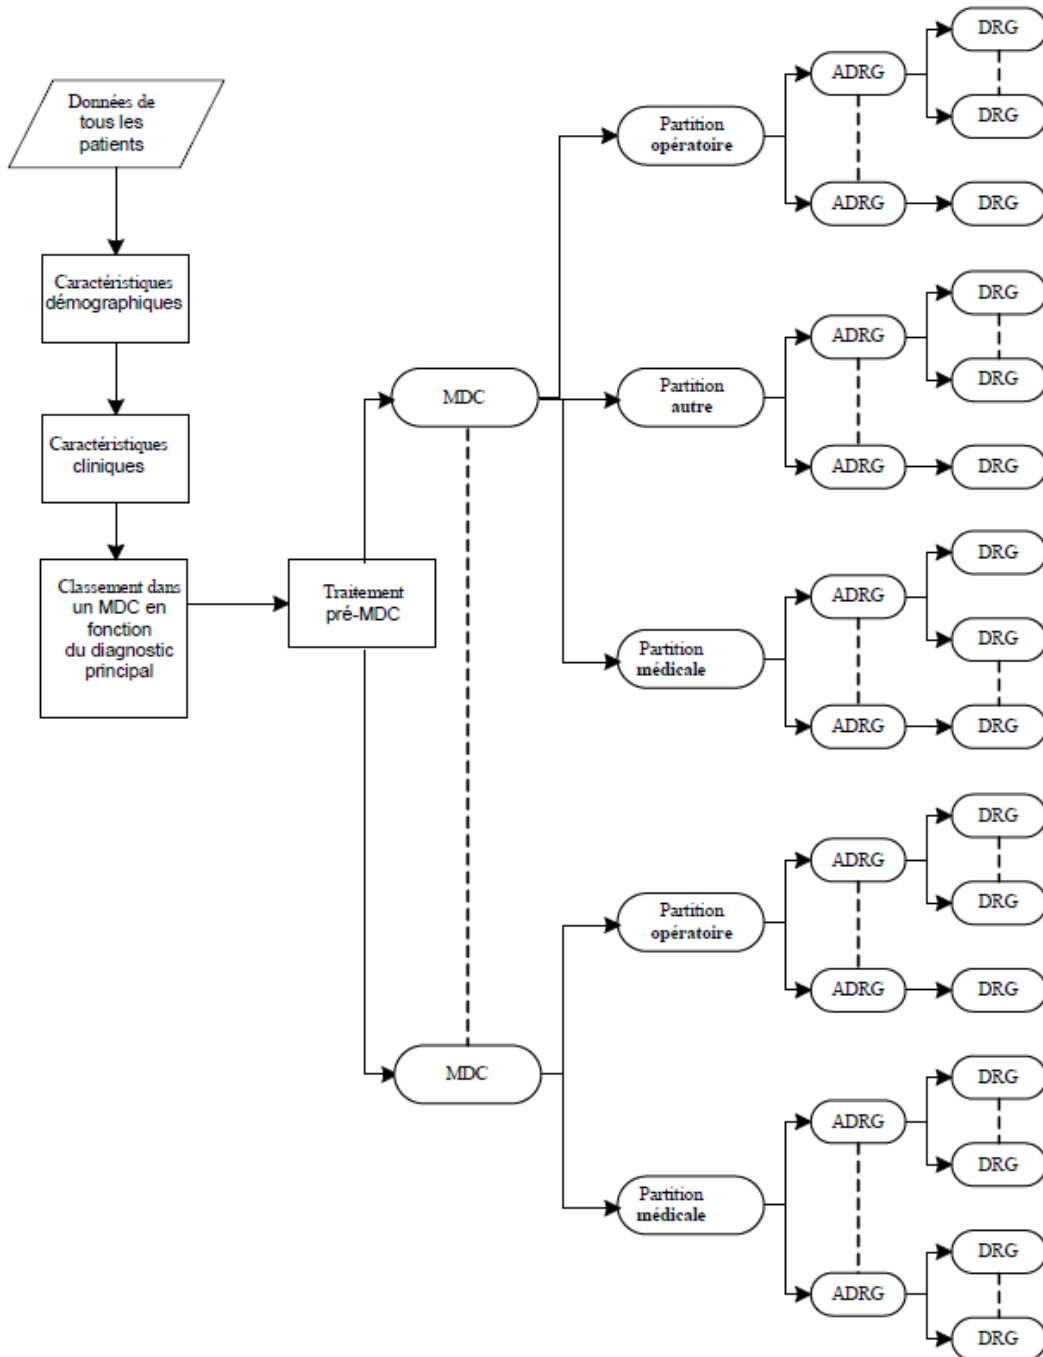 Données de
tous les
patients
Caractéristiques
démographiques
Caractéristiques
cliniques
Classement dans
un MDC en
fonction
du diagnostic
principal
Traitement
pré-MDC
MDC
MDC
Partition
opératoire
ADRG
DRG
DRG
ADRG
DRG
Partition
autre
ADRG
DRG
DRG
ADRG
DRG
Partition
médicale
ADRG
DRG
DRG
ADRG
DRG
Partition
opératoire
ADRG
DRG
DRG
ADRG
DRG
Partition
médicale
ADRG
DRG
DRG
ADRG
DRG
DRG